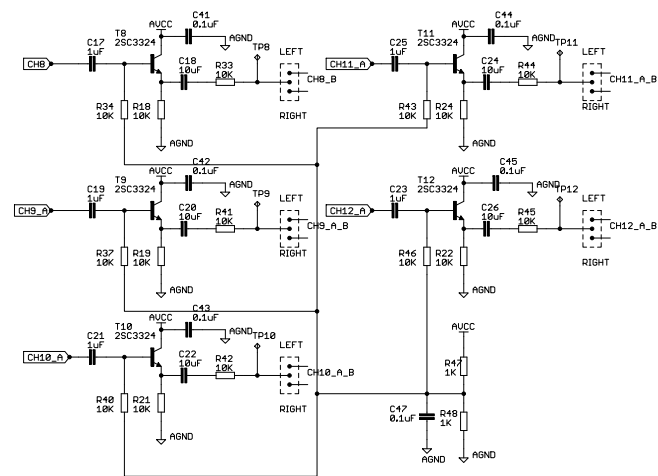 AVCC
C41
0.1uF
T8
2SC3324
C17
1uF
AGND
TP8
LEFT
CH8
C18
10uF
R33
10K
CH8_B
R34
10K
R18
10K
RIGHT
AGND
AVCC
C44
0.1uF
T11
2SC3324
C25
1uF
AGND
TP11
LEFT
CH11_A
C24
10uF
R44
10K
CH11_A_B
R43
10K
R24
10K
RIGHT
AGND
AVCC
C42
0.1uF
T9
2SC3324
C19
1uF
AGND
TP9
LEFT
CH9_A
C20
10uF
R41
10K
CH9_A_B
R37
10K
R19
10K
RIGHT
AGND
AVCC
C45
0.1uF
T12
2SC3324
C23
1uF
AGND
TP12
LEFT
CH12_A
C26
10uF
R45
10K
CH12_A_B
R46
10K
R22
10K
RIGHT
AGND
AVCC
C43
0.1uF
T10
2SC3324
C21
1uF
AGND
TP10
LEFT
CH10_A
C22
10uF
R42
10K
CH10_A_B
R40
10K
R21
10K
RIGHT
AGND
AVCC
R47
1K
C47
0.1uF
R48
1K
AGND
AGND